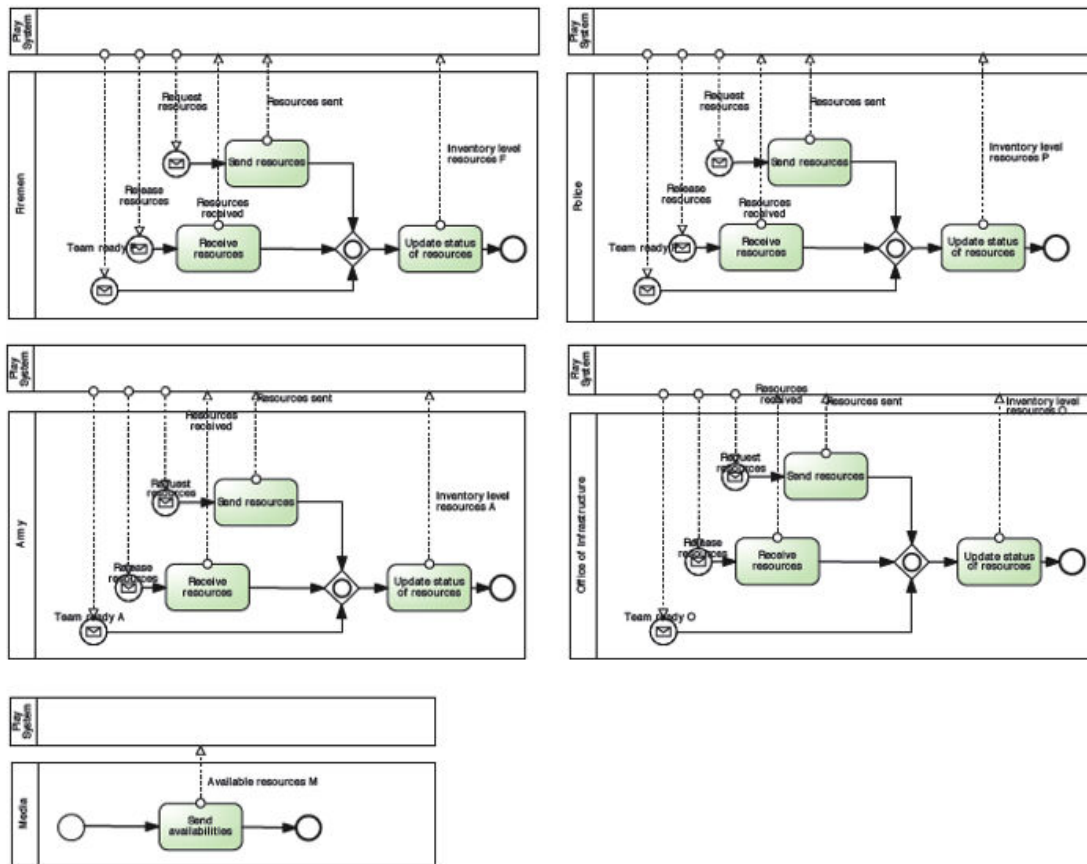 Play
System
Firemen
Request
resources
Resources sent
Send resources
Inventory level
resources F
Release
resources
Resources
received
Team ready F
Receive
resources
Update status
of resources
Play
System
Police
Request
resources
Resources sent
Send resources
Inventory level
resources P
Release
resources
Resources
received
Team ready
Receive
resources
Update status
of resources
Play
System
Army
Resources sent
Resources
received
Request
resources
Send resources
Inventory level
resources A
Release
resources
Receive
resources
Update status
of resources
Team ready A
Play
System
Office of Infrastructure
Resources
received
Resources sent
Inventory level
resources O
Request
resources
Send resources
Release
resources
Receive
resources
Update status
of resources
Team ready O
Play
System
Media
Available resources M
Send
availabilities